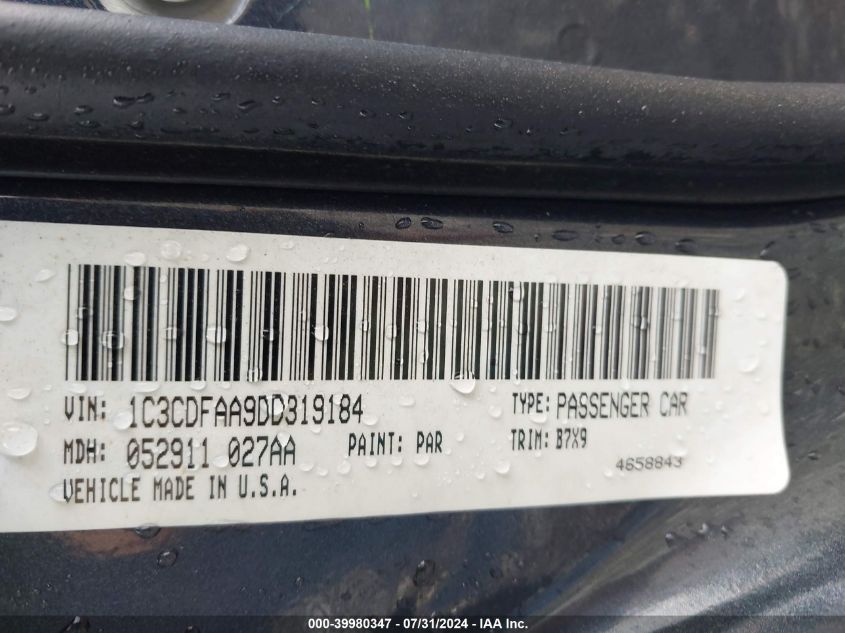 VIN: 1C3CDFAA9DD319184 TYPE: PASSENGER CAR
MDH: 052911 027AA PAINT: PAR TRIM: B7X9
VEHICLE MADE IN U.S.A. 4658843
000-39980347 - 07/31/2024 - IAA Inc.